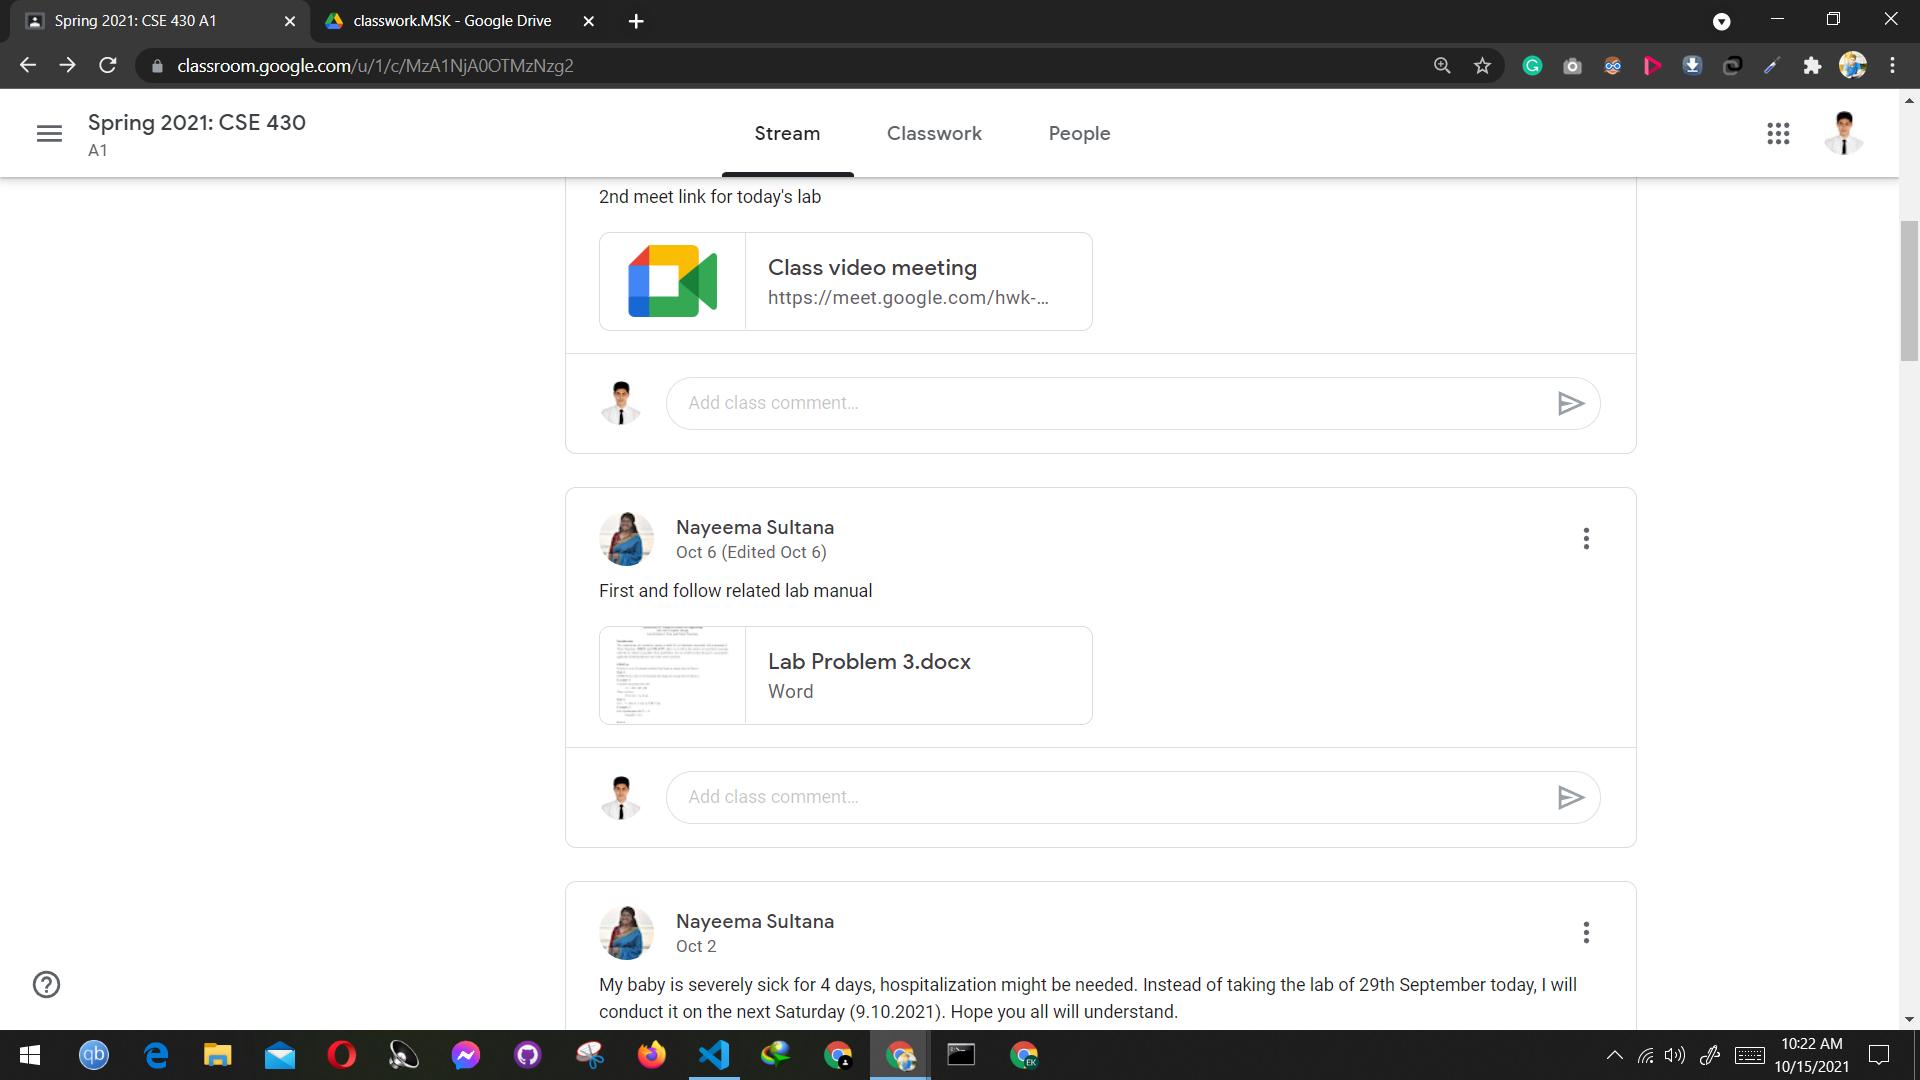 Spring 2021: CSE 430 A1
classwork.MSK - Google Drive
classroom.google.com/u/1/c/MzA1NjA0OTMzNzg2
Spring 2021: CSE 430
A1
Stream
Classwork
People
2nd meet link for today's lab
Class video meeting
https://meet.google.com/hwk-...
Add class comment...
Nayeema Sultana
Oct 6 (Edited Oct 6)
First and follow related lab manual
Lab Problem 3.docx
Word
Add class comment...
Nayeema Sultana
Oct 2
My baby is severely sick for 4 days, hospitalization might be needed. Instead of taking the lab of 29th September today, I will
conduct it on the next Saturday (9.10.2021). Hope you all will understand.
qb
EK
10:22 AM
10/15/2021